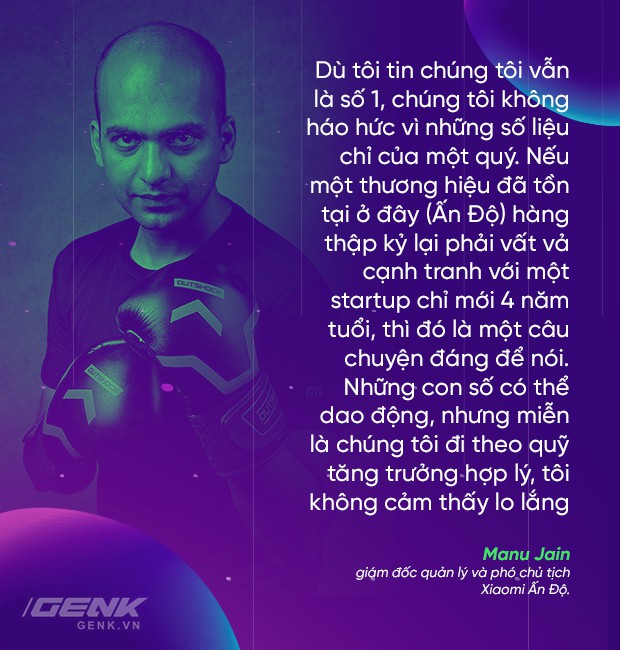 Dù tôi tin chúng tôi vẫn
là số 1, chúng tôi không
háo hức vì những số liệu
chỉ của một quý. Nếu
một thương hiệu đã tồn
tại ở đây (Ấn Độ) hàng
thập kỷ lại phải vất vả
cạnh tranh với một
startup chỉ mới 4 năm
tuổi, thì đó là một câu
chuyện đáng để nói.
Những con số có thể
dao động, nhưng miễn
là chúng tôi đi theo quỹ
tăng trưởng hợp lý, tôi
không cảm thấy lo lắng
Manu Jain
giám đốc quản lý và phó chủ tịch
Xiaomi Ấn Độ.
OUTSHOCK
OUTSHOCK
OUTSHOCK
mi
GENK
GENK.VN